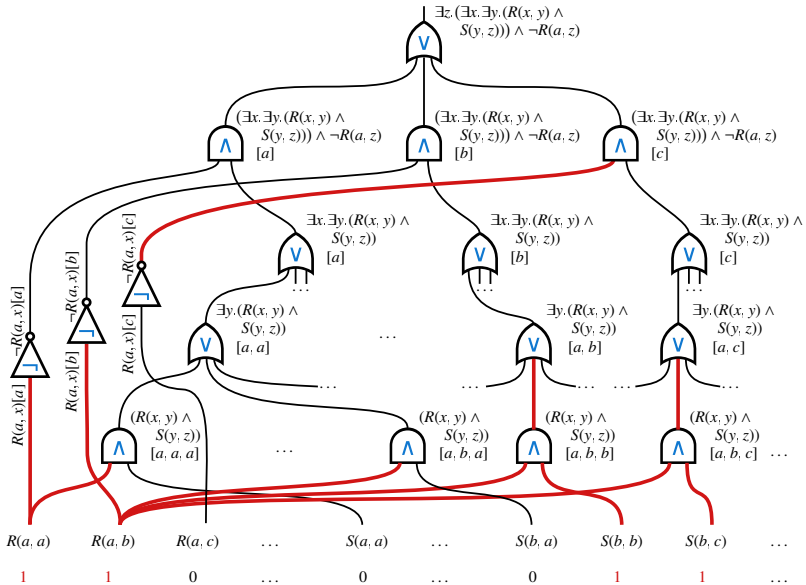 ∃z.(∃x.∃y.(R(x, y) ∧
S(y, z))) ∧ ¬R(a, z)
∨
(∃x.∃y.(R(x, y) ∧
S(y, z))) ∧ ¬R(a, z)
[a]
(∃x.∃y.(R(x, y) ∧
S(y, z))) ∧ ¬R(a, z)
[b]
(∃x.∃y.(R(x, y) ∧
S(y, z))) ∧ ¬R(a, z)
[c]
∧ ∧ ∧
¬R(a, x)[a]
¬R(a, x)[b]
¬R(a, x)[c]
∃x.∃y.(R(x, y) ∧
S(y, z))
[a]
∃x.∃y.(R(x, y) ∧
S(y, z))
[b]
∃x.∃y.(R(x, y) ∧
S(y, z))
[c]
∨ ∨ ∨
... ... ...
¬ ¬ ¬
R(a, x)[a]
R(a, x)[b]
R(a, x)[c]
∃y.(R(x, y) ∧
S(y, z))
[a, a]
...
∃y.(R(x, y) ∧
S(y, z))
[a, b]
∃y.(R(x, y) ∧
S(y, z))
[a, c]
∨ ∨ ∨
... ... ... ... ...
(R(x, y) ∧
S(y, z))
[a, a, a]
...
(R(x, y) ∧
S(y, z))
[a, b, a]
(R(x, y) ∧
S(y, z))
[a, b, b]
(R(x, y) ∧
S(y, z))
[a, b, c]
...
∧ ∧ ∧ ∧
R(a, a) R(a, b) R(a, c) ... S(a, a) ... S(b, a) S(b, b) S(b, c) ...
1 1 0 ... 0 ... 0 1 1 ...